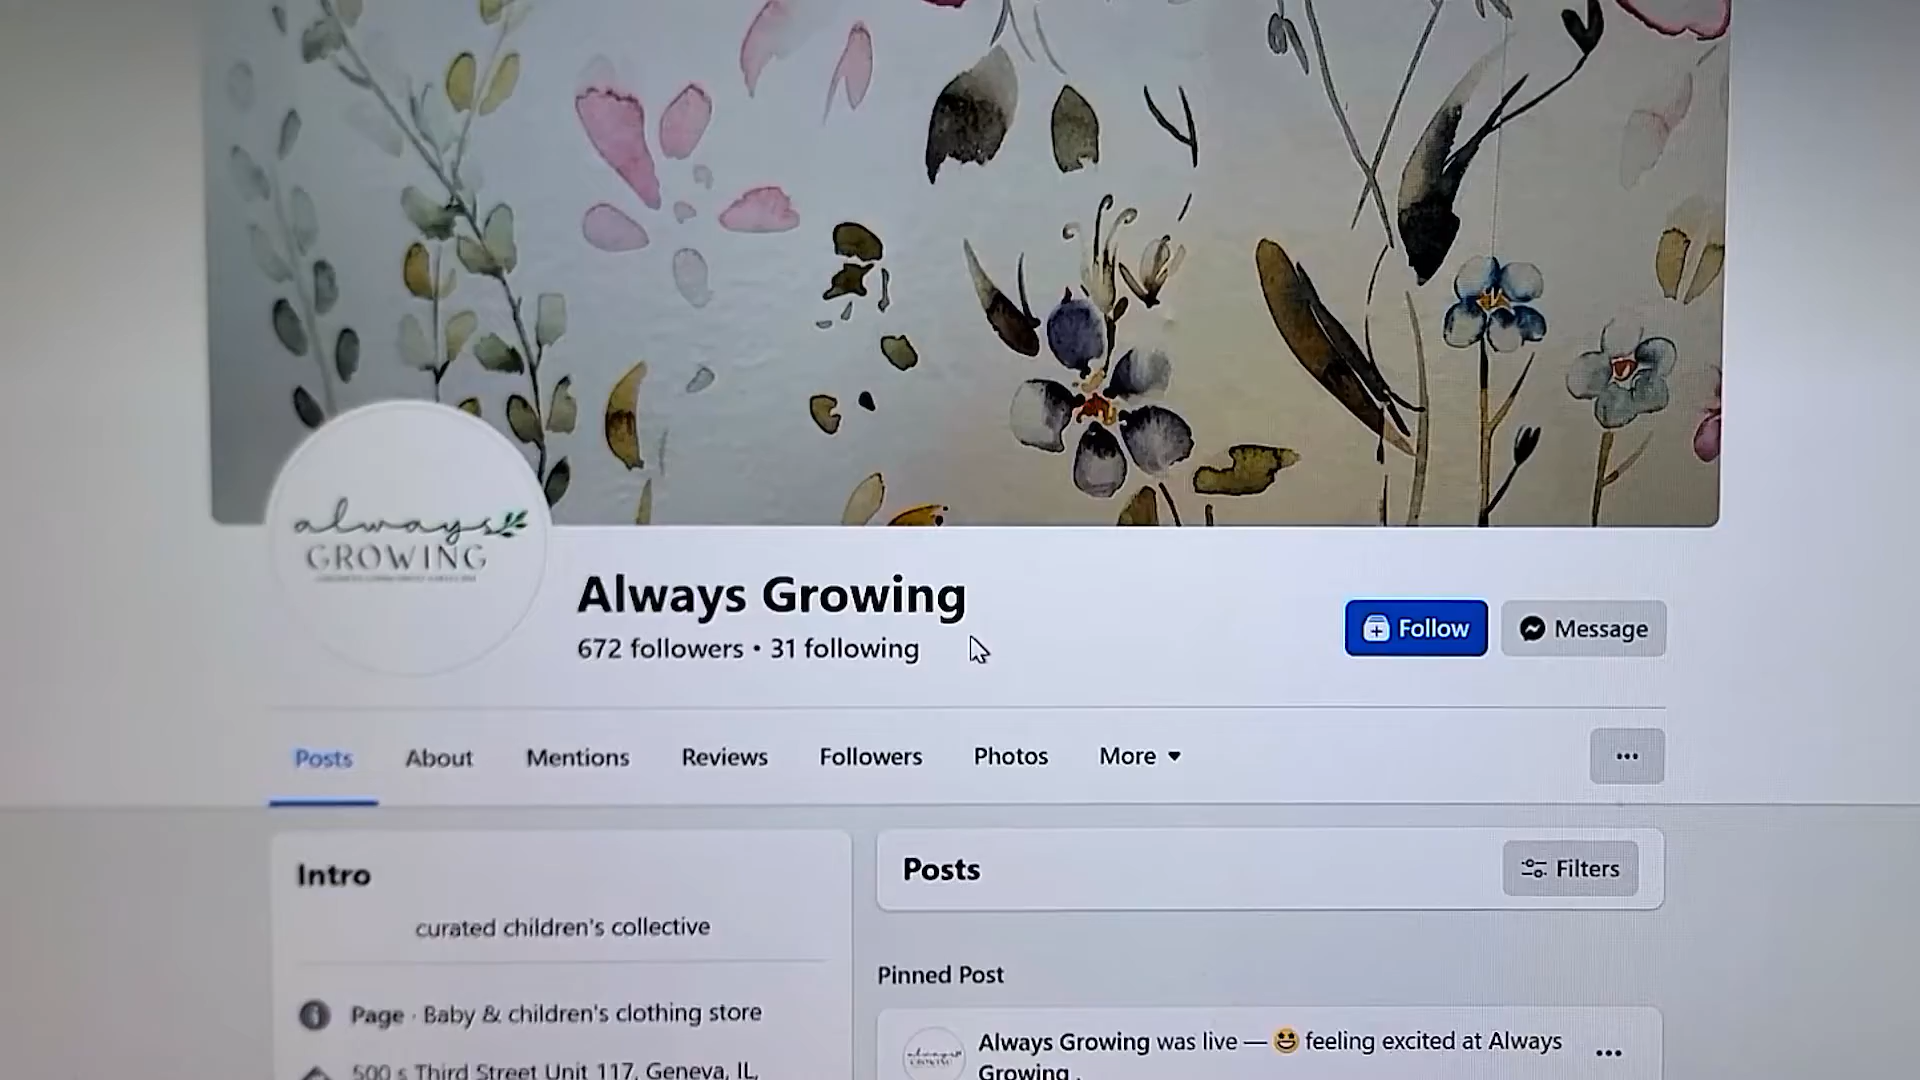 always
GROWING
Always Growing
672 followers • 31 following
Follow
Message
Posts
About
Mentions
Reviews
Followers
Photos
More
Intro
curated children's collective
Page · Baby & children's clothing store
500 s Third Street Unit 117, Geneva, IL,
Posts
Filters
Pinned Post
always
GROWING
Always Growing was live — 😃 feeling excited at Always
Growing .